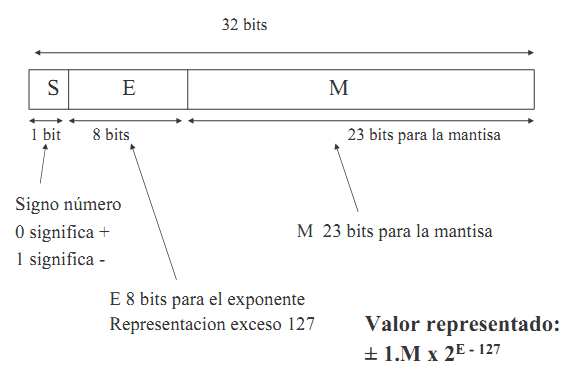 32 bits
S E M
1 bit 8 bits 23 bits para la mantisa
Signo número
0 significa +
1 significa -
M 23 bits para la mantisa
E 8 bits para el exponente
Representacion exceso 127
Valor representado:
± 1.M x 2^E - 127